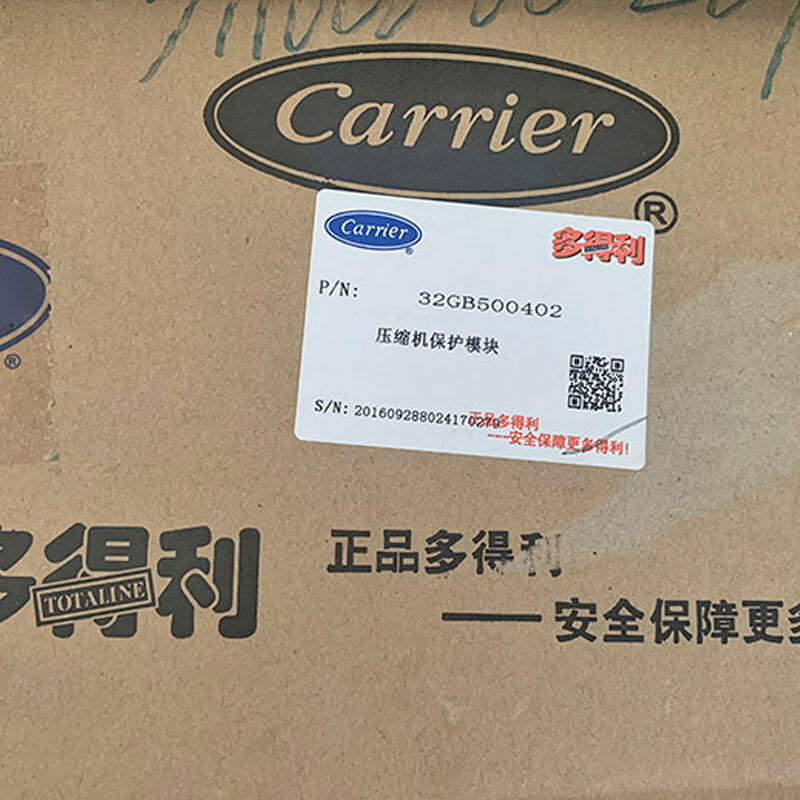 Carrier
®
Carrier
®
多得利
P/N: 32GB500402
压缩机保护模块
S/N: 201609288024170279
正品多得利
---安全保障更多得利!
®
多得利
TOTALINE
正品多得利
——安全保障更多